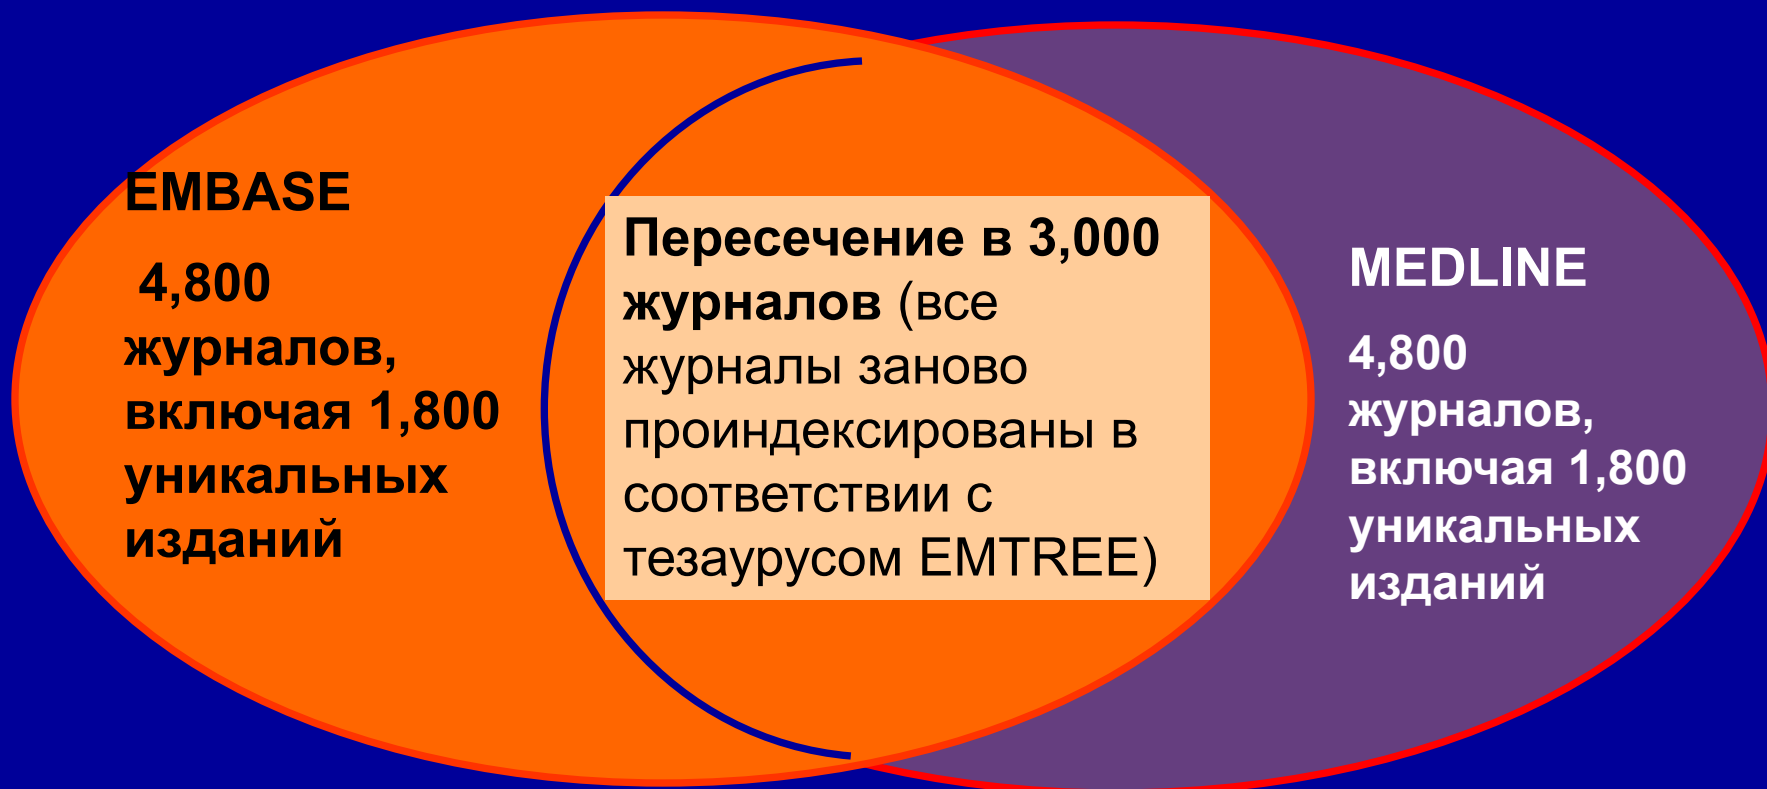 EMBASE
4,800
журналов,
включая 1,800
уникальных
изданий
Пересечение в 3,000
журналов (все
журналы заново
проиндексированы в
соответствии с
тезаурусом EMTREE)
MEDLINE
4,800
журналов,
включая 1,800
уникальных
изданий